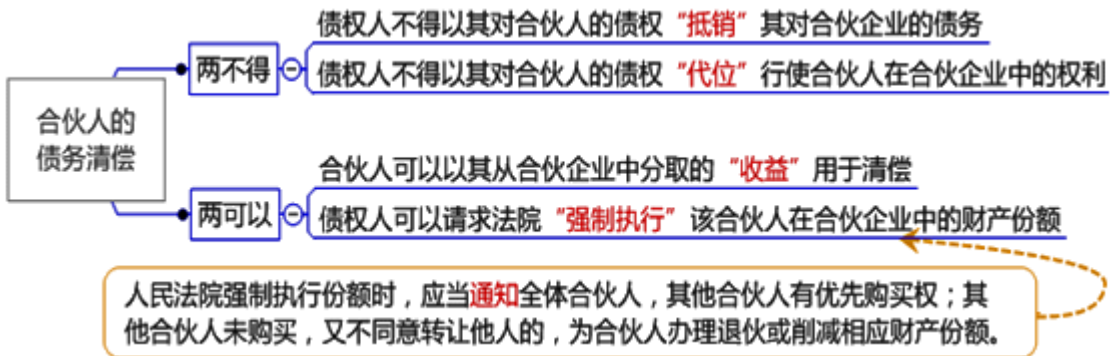 合伙人的
债务清偿
两不得
债权人不得以其对合伙人的债权“抵销”其对合伙企业的债务
债权人不得以其对合伙人的债权“代位”行使合伙人在合伙企业中的权利
两可以
合伙人可以以其从合伙企业中分取的“收益”用于清偿
债权人可以请求法院“强制执行”该合伙人在合伙企业中的财产份额
人民法院强制执行份额时，应当通知全体合伙人，其他合伙人有优先购买权；其
他合伙人未购买，又不同意转让他人的，为合伙人办理退伙或削减相应财产份额。